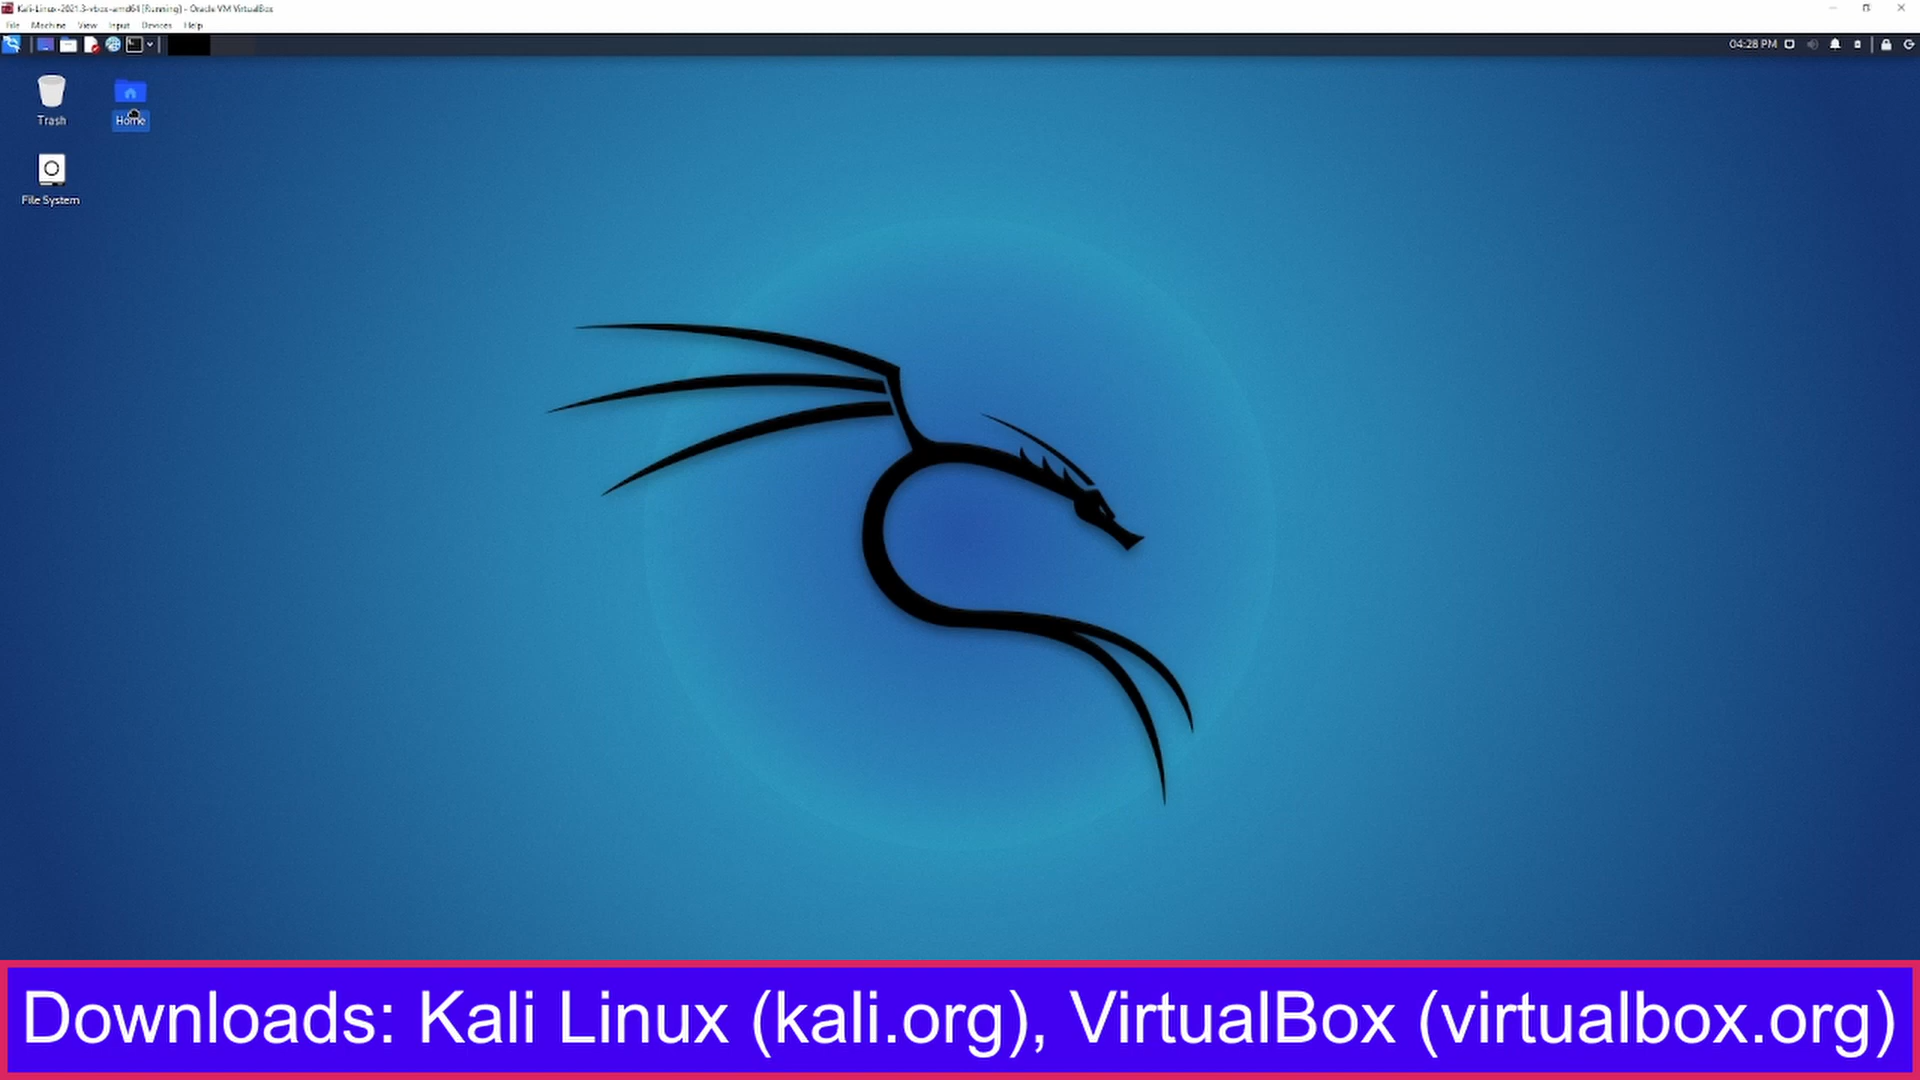 Kali-Linux-2021.3-vbox-amd64 [Running] - Oracle VM VirtualBox
File Machine View Input Devices Help
04:28 PM
Trash
Home
File System
Downloads: Kali Linux (kali.org), VirtualBox (virtualbox.org)